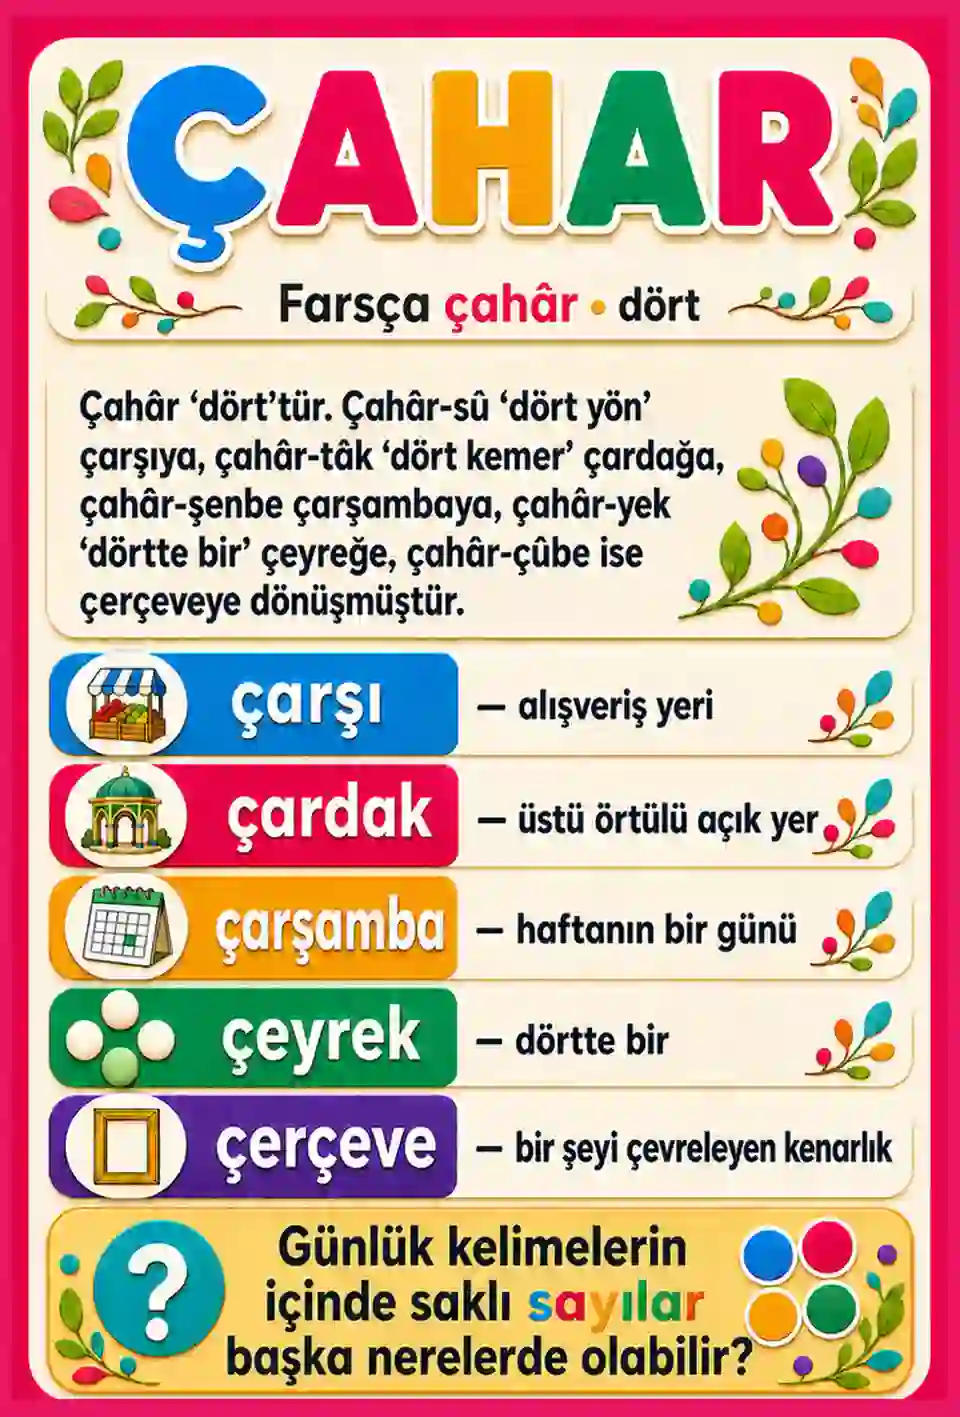 ÇAHAR
Farsça çahâr • dört
Çahâr ‘dört’tür. Çahâr-sû ‘dört yön’
çarşıya, çahâr-tâk ‘dört kemer’ çardağa,
çahâr-şenbe çarşambaya, çahâr-yek
‘dörtte bir’ çeyreğe, çahâr-çûbe ise
çerçeveye dönüşmüştür.
çarşı — alışveriş yeri
çardak — üstü örtülü açık yer
çarşamba — haftanın bir günü
çeyrek — dörtte bir
çerçeve — bir şeyi çevreleyen kenarlık
?
Günlük kelimelerin
içinde saklı sayılar
başka nerelerde olabilir?